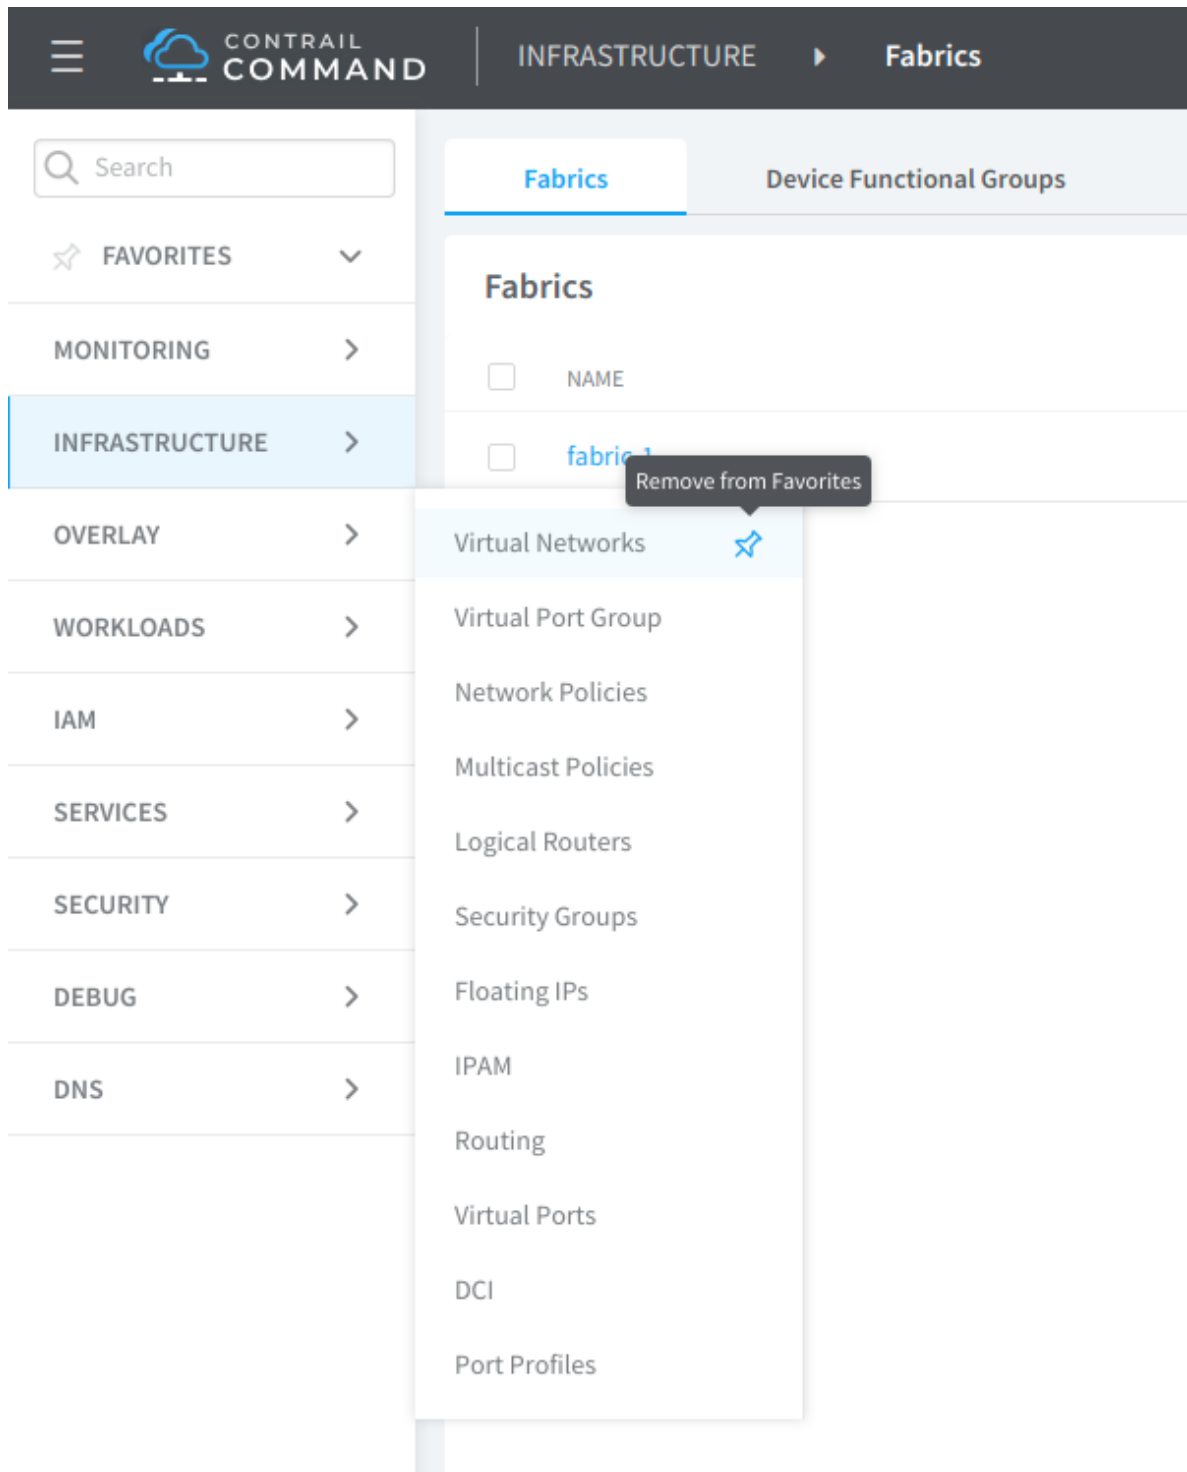 CONTRAIL
COMMAND
INFRASTRUCTURE
Fabrics
Search
FAVORITES
MONITORING
INFRASTRUCTURE
OVERLAY
WORKLOADS
IAM
SERVICES
SECURITY
DEBUG
DNS
Fabrics
Device Functional Groups
Fabrics
NAME
fabric-1
Remove from Favorites
Virtual Networks
Virtual Port Group
Network Policies
Multicast Policies
Logical Routers
Security Groups
Floating IPs
IPAM
Routing
Virtual Ports
DCI
Port Profiles